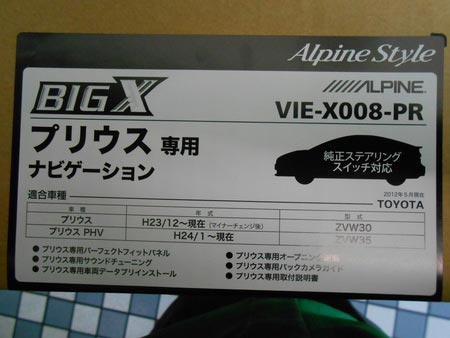 Alpine Style
BIG X
ALPINE
VIE-X008-PR
プリウス 専用
ナビゲーション
純正ステアリング
スイッチ対応
適合車種
2012年5月現在
TOYOTA
車種 年式 型式
プリウス H23/12〜現在 (マイナーチェンジ後) ZVW30
プリウス PHV H24/1〜現在 ZVW35
●プリウス専用パーフェクトフィットパネル
●プリウス専用サウンドチューニング
●プリウス専用車両データプリインストール
●プリウス専用オープニング
●プリウス専用バックカメラガイド
●プリウス専用取付説明書